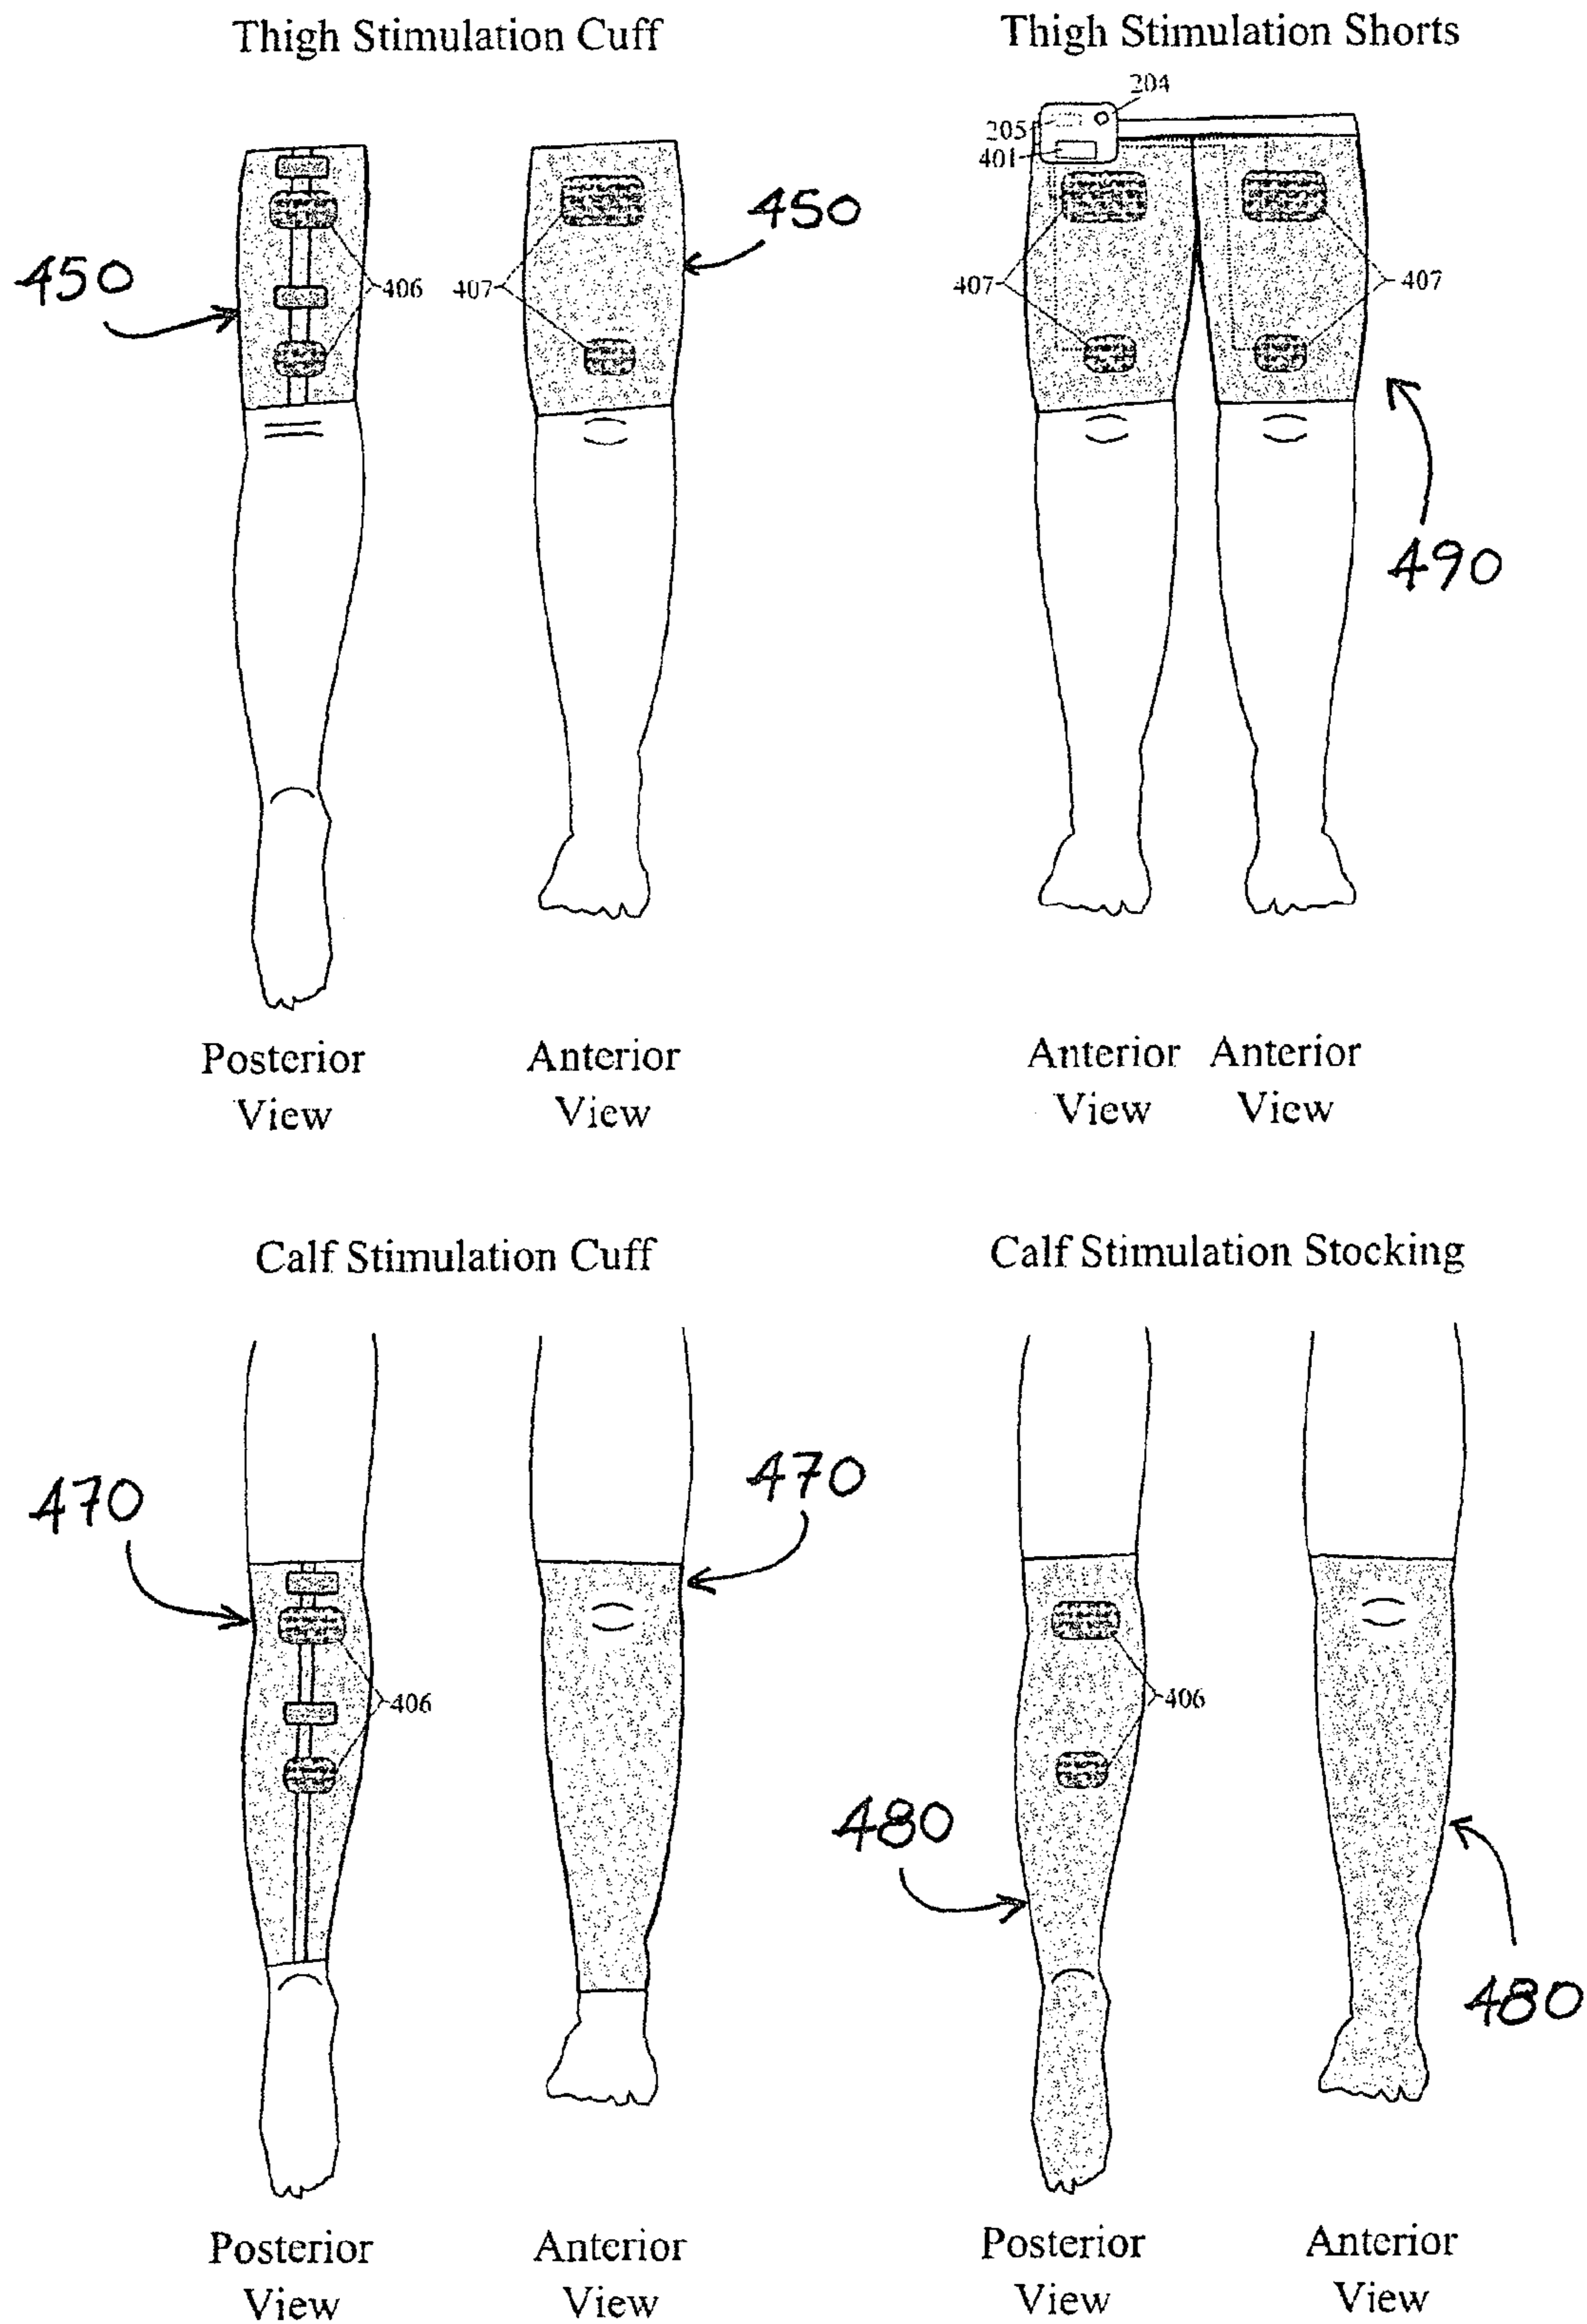 Thigh Stimulation Cuff
Thigh Stimulation Shorts
204
205
401
450
406
407
450
407
407
490
Posterior
View
Anterior
View
Anterior
View
Anterior
View
Calf Stimulation Cuff
Calf Stimulation Stocking
470
470
406
406
480
480
Posterior
View
Anterior
View
Posterior
View
Anterior
View